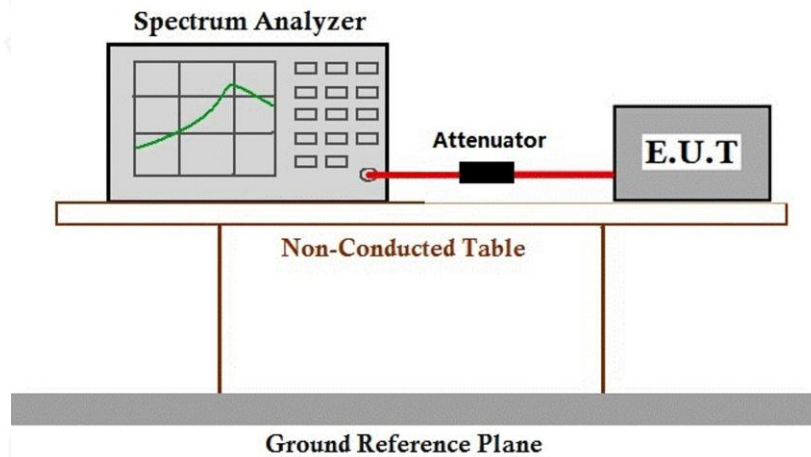 Spectrum Analyzer
Attenuator
E.U.T
Non-Conducted Table
Ground Reference Plane